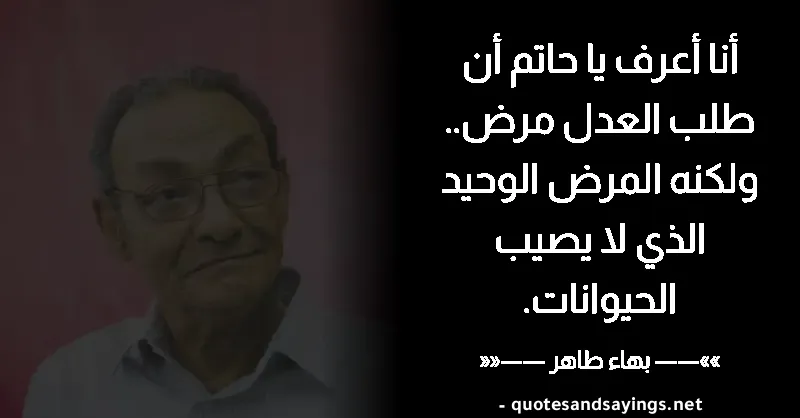 أنا أعرف يا حاتم أن
طلب العدل مرض..
ولكنه المرض الوحيد
الذي لا يصيب
الحيوانات.
»»——— بهاء طاهر ———««
- quotesandsayings.net